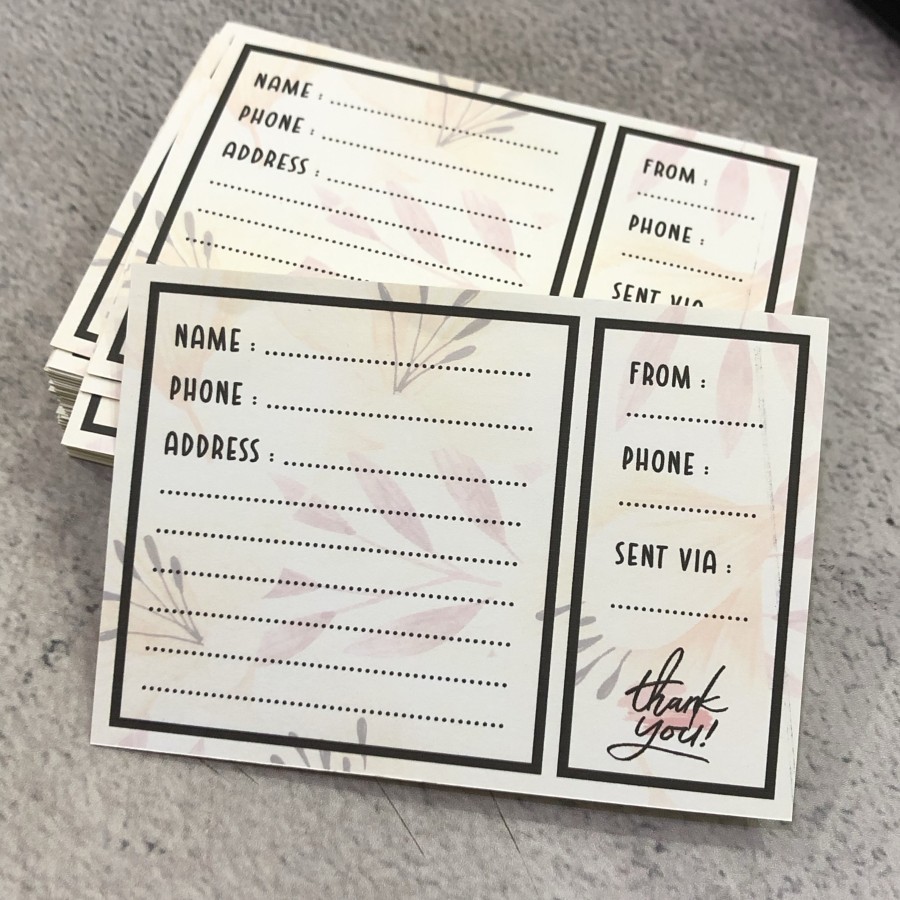 NAME :
PHONE :
ADDRESS :
FROM :
PHONE :
SENT VIA
NAME :
PHONE :
ADDRESS :
FROM :
PHONE :
SENT VIA :
thank
you!